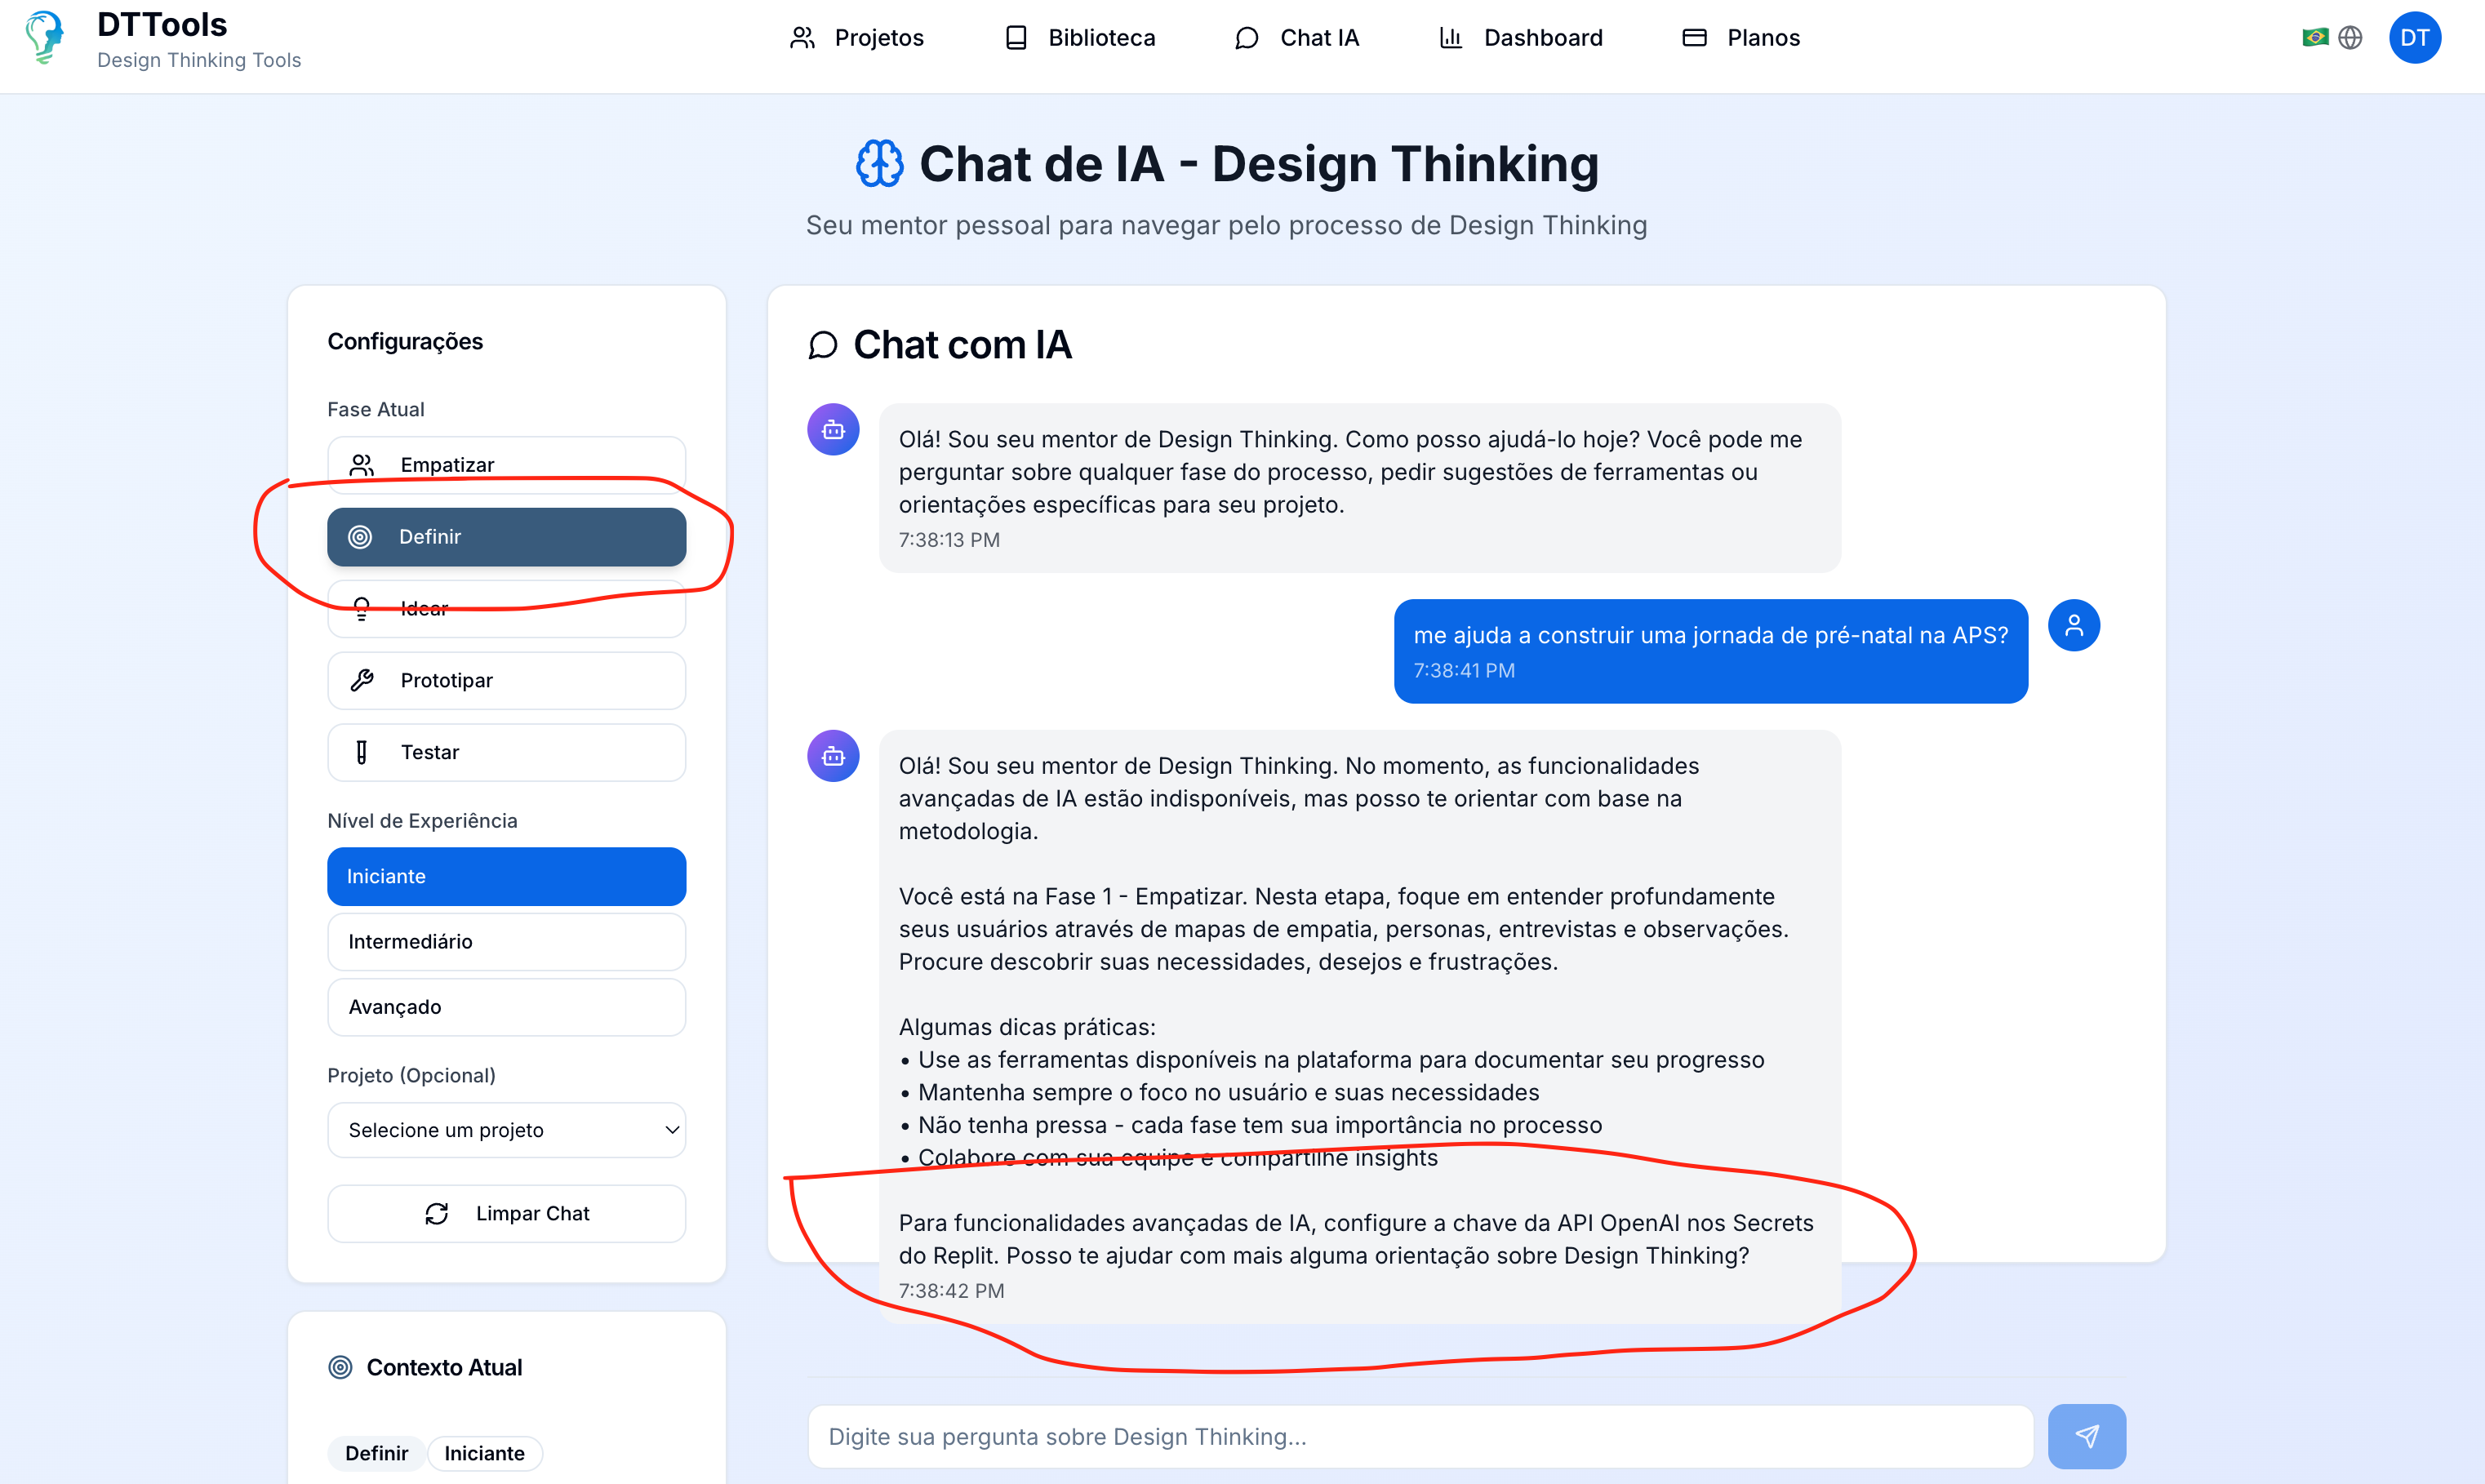 DTTools
Design Thinking Tools
Projetos
Biblioteca
Chat IA
Dashboard
Planos
DT
Chat de IA - Design Thinking
Seu mentor pessoal para navegar pelo processo de Design Thinking
Configurações
Fase Atual
Empatizar
Definir
Idear
Prototipar
Testar
Nível de Experiência
Iniciante
Intermediário
Avançado
Projeto (Opcional)
Selecione um projeto
Limpar Chat
Contexto Atual
Definir
Iniciante
Chat com IA
Olá! Sou seu mentor de Design Thinking. Como posso ajudá-lo hoje? Você pode me
perguntar sobre qualquer fase do processo, pedir sugestões de ferramentas ou
orientações específicas para seu projeto.
7:38:13 PM
me ajuda a construir uma jornada de pré-natal na APS?
7:38:41 PM
Olá! Sou seu mentor de Design Thinking. No momento, as funcionalidades
avançadas de IA estão indisponíveis, mas posso te orientar com base na
metodologia.
Você está na Fase 1 - Empatizar. Nesta etapa, foque em entender profundamente
seus usuários através de mapas de empatia, personas, entrevistas e observações.
Procure descobrir suas necessidades, desejos e frustrações.
Algumas dicas práticas:
• Use as ferramentas disponíveis na plataforma para documentar seu progresso
• Mantenha sempre o foco no usuário e suas necessidades
• Não tenha pressa - cada fase tem sua importância no processo
• Colabore com sua equipe e compartilhe insights
Para funcionalidades avançadas de IA, configure a chave da API OpenAI nos Secrets
do Replit. Posso te ajudar com mais alguma orientação sobre Design Thinking?
7:38:42 PM
Digite sua pergunta sobre Design Thinking...